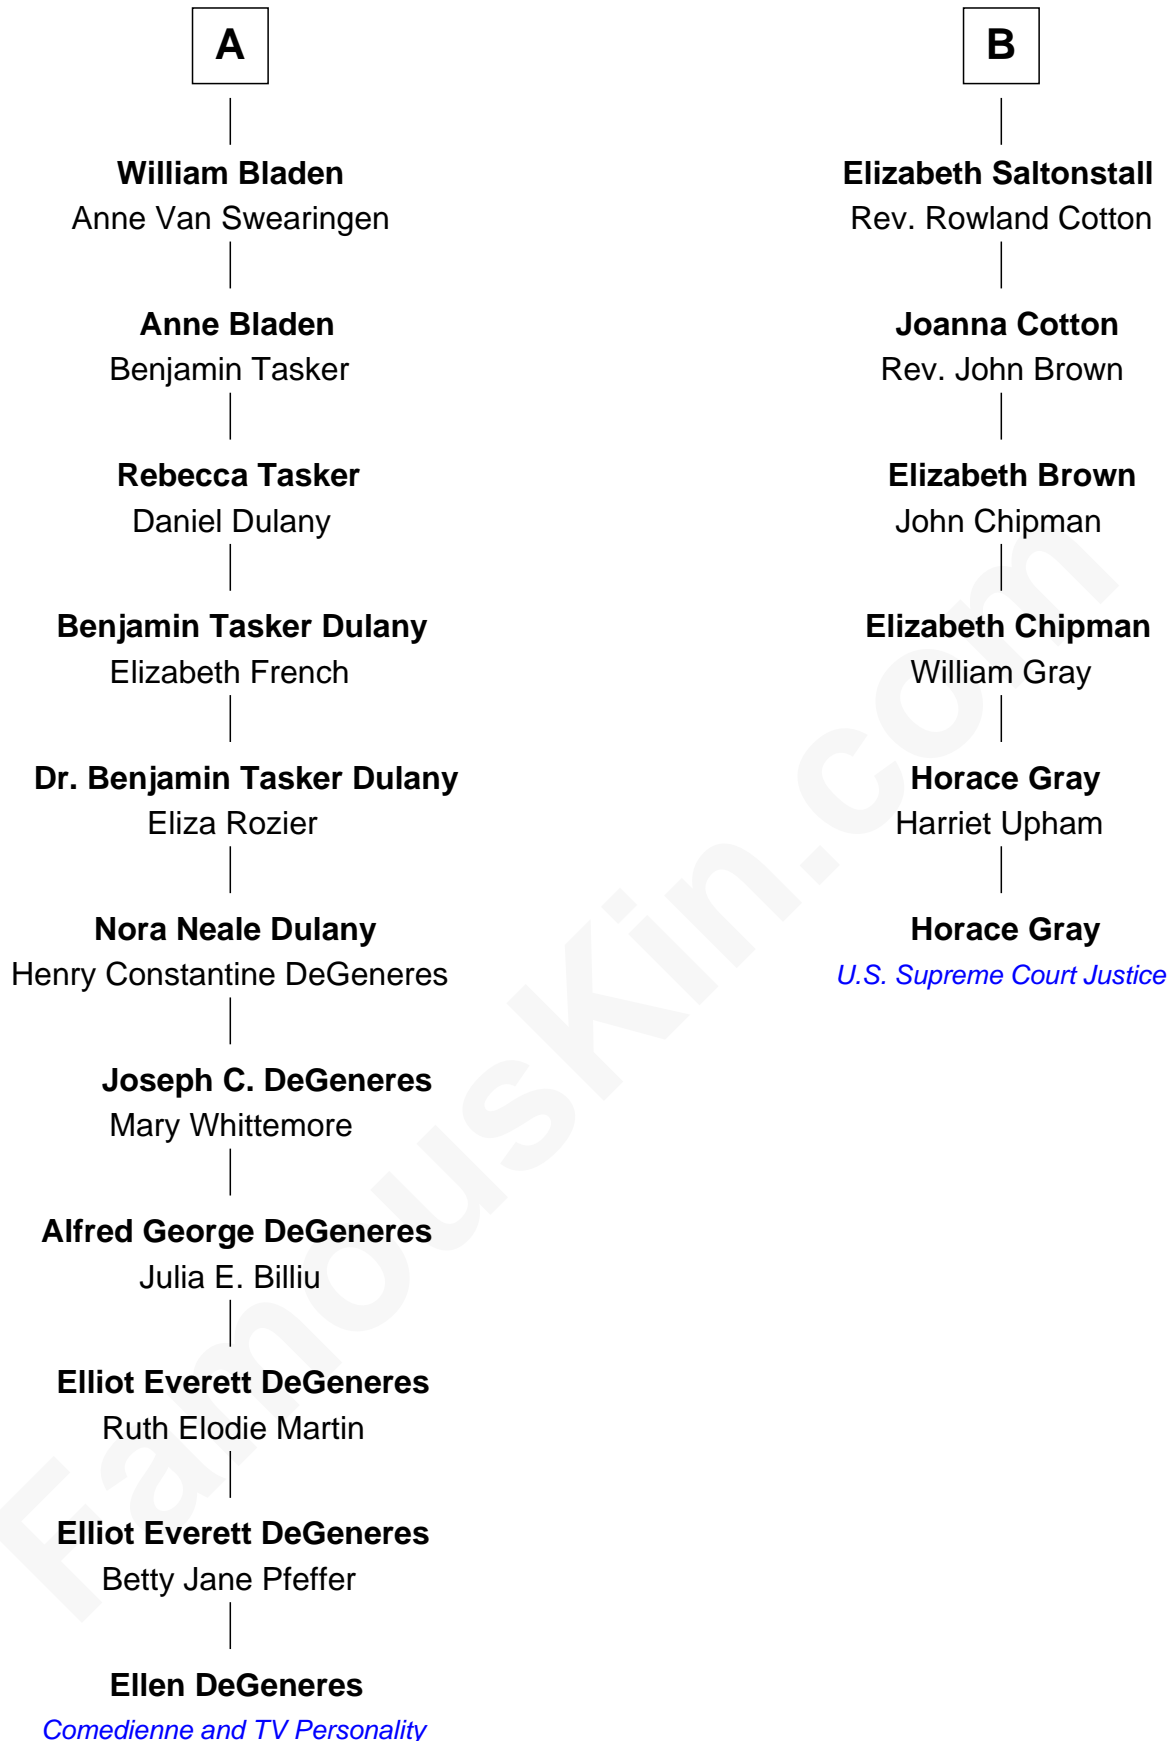 A
William Bladen
Anne Van Swearingen
Anne Bladen
Benjamin Tasker
Rebecca Tasker
Daniel Dulany
Benjamin Tasker Dulany
Elizabeth French
Dr. Benjamin Tasker Dulany
Eliza Rozier
Nora Neale Dulany
Henry Constantine DeGeneres
Joseph C. DeGeneres
Mary Whittemore
Alfred George DeGeneres
Julia E. Billiu
Elliot Everett DeGeneres
Ruth Elodie Martin
Elliot Everett DeGeneres
Betty Jane Pfeffer
Ellen DeGeneres
Comedienne and TV Personality
B
Elizabeth Saltonstall
Rev. Rowland Cotton
Joanna Cotton
Rev. John Brown
Elizabeth Brown
John Chipman
Elizabeth Chipman
William Gray
Horace Gray
Harriet Upham
Horace Gray
U.S. Supreme Court Justice
FamousKin.com